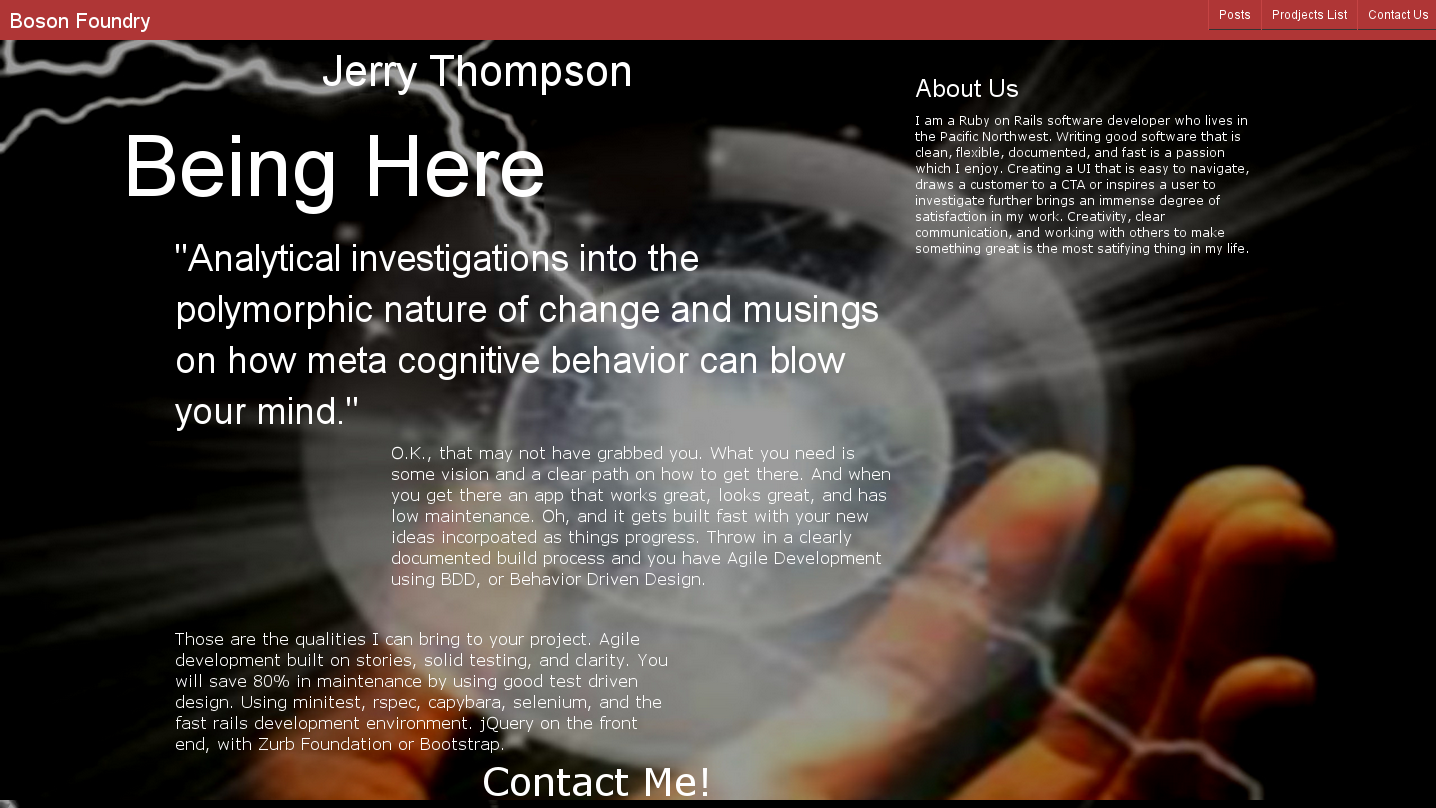 Boson Foundry
Posts
Prodjects List
Contact Us
Jerry Thompson
Being Here
"Analytical investigations into the
polymorphic nature of change and musings
on how meta cognitive behavior can blow
your mind."
O.K., that may not have grabbed you. What you need is
some vision and a clear path on how to get there. And when
you get there an app that works great, looks great, and has
low maintenance. Oh, and it gets built fast with your new
ideas incorpoated as things progress. Throw in a clearly
documented build process and you have Agile Development
using BDD, or Behavior Driven Design.
Those are the qualities I can bring to your project. Agile
development built on stories, solid testing, and clarity. You
will save 80% in maintenance by using good test driven
design. Using minitest, rspec, capybara, selenium, and the
fast rails development environment. jQuery on the front
end, with Zurb Foundation or Bootstrap.
Contact Me!
About Us
I am a Ruby on Rails software developer who lives in
the Pacific Northwest. Writing good software that is
clean, flexible, documented, and fast is a passion
which I enjoy. Creating a UI that is easy to navigate,
draws a customer to a CTA or inspires a user to
investigate further brings an immense degree of
satisfaction in my work. Creativity, clear
communication, and working with others to make
something great is the most satifying thing in my life.